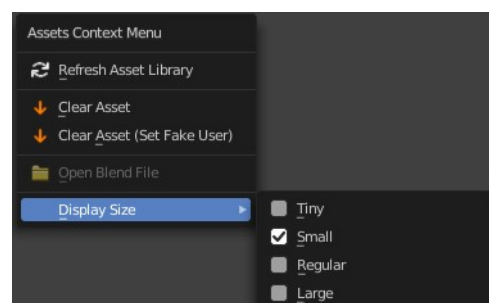 Assets Context Menu
Refresh Asset Library
Clear Asset
Clear Asset (Set Fake User)
Open Blend File
Display Size
Tiny
Small
Regular
Large